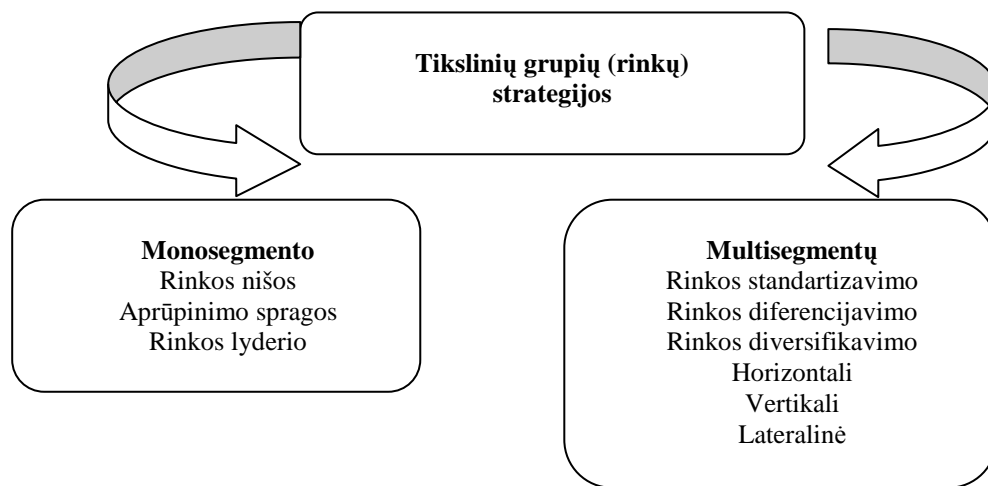 Tikslinių grupių (rinkų)
strategijos
Monosegmento
Rinkos nišos
Aprūpinimo spragos
Rinkos lyderio
Multisegmentų
Rinkos standartizavimo
Rinkos diferencijavimo
Rinkos diversifikavimo
Horizontali
Vertikali
Lateralinė